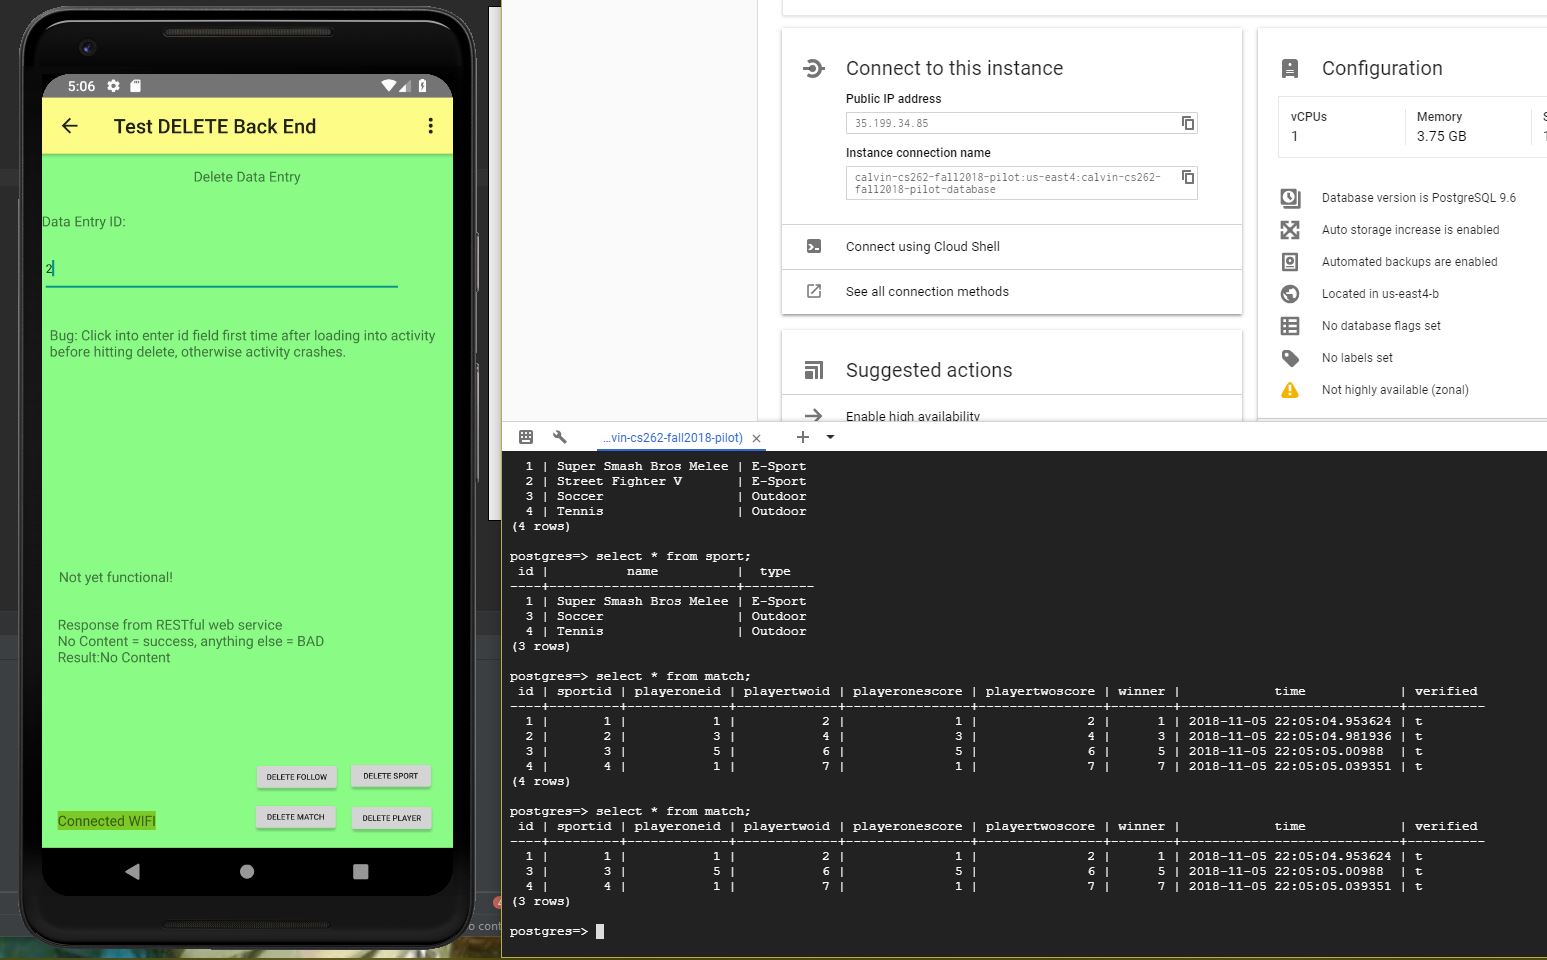 5:06
Test DELETE Back End
Delete Data Entry
Data Entry ID:
2
Bug: Click into enter id field first time after loading into activity
before hitting delete, otherwise activity crashes.
Not yet functional!
Response from RESTful web service
No Content = success, anything else = BAD
Result:No Content
DELETE FOLLOW
DELETE SPORT
DELETE MATCH
DELETE PLAYER
Connected WIFI
Connect to this instance
Public IP address
35.199.34.85
Instance connection name
calvin-cs262-fall2018-pilot:us-east4:calvin-cs262-
fall2018-pilot-database
Connect using Cloud Shell
See all connection methods
Suggested actions
Enable high availability
Configuration
vCPUs
1
Memory
3.75 GB
Database version is PostgreSQL 9.6
Auto storage increase is enabled
Automated backups are enabled
Located in us-east4-b
No database flags set
No labels set
Not highly available (zonal)
...vin-cs262-fall2018-pilot)
1 | Super Smash Bros Melee | E-Sport
2 | Street Fighter V | E-Sport
3 | Soccer | Outdoor
4 | Tennis | Outdoor
(4 rows)
postgres=> select * from sport;
id | name | type
----+------------------------+---------
1 | Super Smash Bros Melee | E-Sport
3 | Soccer | Outdoor
4 | Tennis | Outdoor
(3 rows)
postgres=> select * from match;
id | sportid | playeroneid | playertwoid | playeronescore | playertwoscore | winner | time | verified
----+---------+-------------+-------------+----------------+----------------+--------+----------------------------+----------
1 | 1 | 1 | 2 | 1 | 2 | 1 | 2018-11-05 22:05:04.953624 | t
2 | 2 | 3 | 4 | 3 | 4 | 3 | 2018-11-05 22:05:04.981936 | t
3 | 3 | 5 | 6 | 5 | 6 | 5 | 2018-11-05 22:05:05.00988 | t
4 | 4 | 1 | 7 | 1 | 7 | 7 | 2018-11-05 22:05:05.039351 | t
(4 rows)
postgres=> select * from match;
id | sportid | playeroneid | playertwoid | playeronescore | playertwoscore | winner | time | verified
----+---------+-------------+-------------+----------------+----------------+--------+----------------------------+----------
1 | 1 | 1 | 2 | 1 | 2 | 1 | 2018-11-05 22:05:04.953624 | t
3 | 3 | 5 | 6 | 5 | 6 | 5 | 2018-11-05 22:05:05.00988 | t
4 | 4 | 1 | 7 | 1 | 7 | 7 | 2018-11-05 22:05:05.039351 | t
(3 rows)
postgres=>